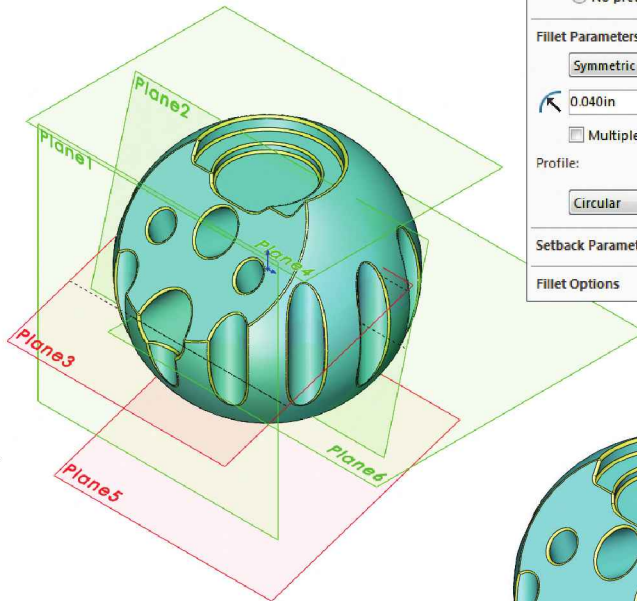 Fillet Parameters
Symmetric
0.040in
Multiple
Profile:
Circular
Setback Paramet
Fillet Options
Plane2
Plane1
Plane4
Plane3
Plane6
Plane5